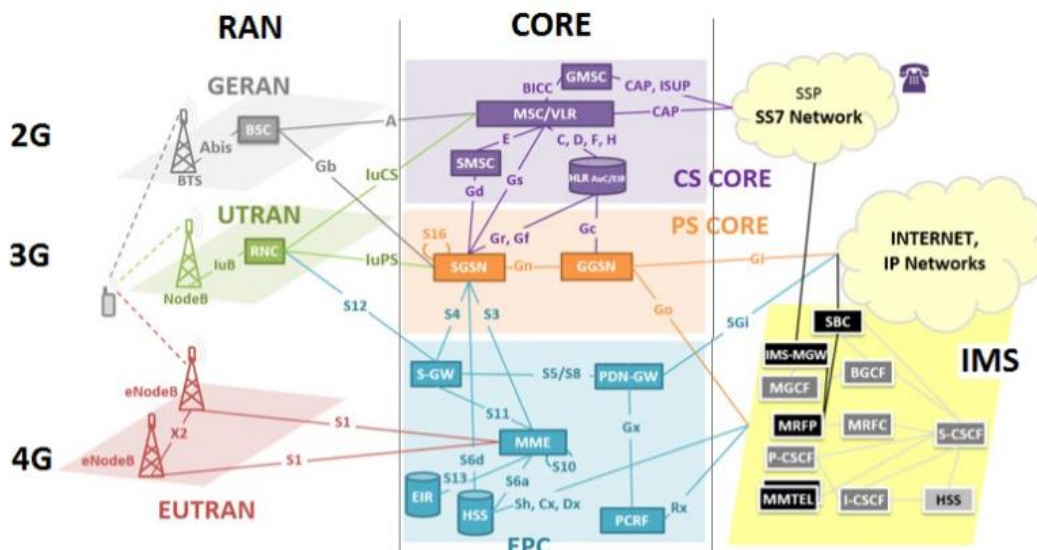 RAN
CORE
GERAN
2G
BSC
A
Abis
BTS
Gb
GMSC
BICC
CAP, ISUP
MSC/VLR
CAP
E
C, D, F, H
SMSC
HLR AuC/EIR
Gd
Gs
CS CORE
SSP
SS7 Network
IuCS
UTRAN
3G
RNC
IuB
NodeB
IuPS
PS CORE
S16
Gr, Gf
Gc
SGSN
Gn
GGSN
Gi
Go
INTERNET,
IP Networks
S12
S4
S3
SGi
SBC
IMS
IMS-MGW
MGCF
BGCF
MRFP
MRFC
S-CSCF
P-CSCF
MMTEL
I-CSCF
HSS
S-GW
S5/S8
PDN-GW
S11
Gx
eNodeB
X2
S1
MME
4G
eNodeB
S1
S10
S6d
S13
S6a
EIR
HSS
Sh, Cx, Dx
PCRF
Rx
EUTRAN
EPC